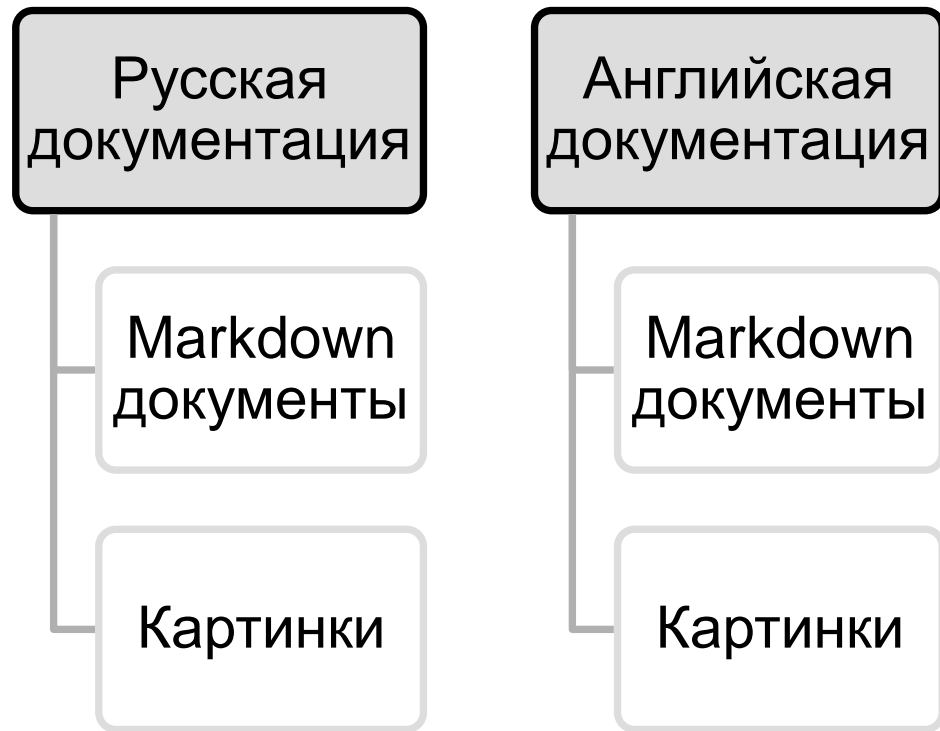 Русская
документация
Markdown
документы
Картинки
Английская
документация
Markdown
документы
Картинки